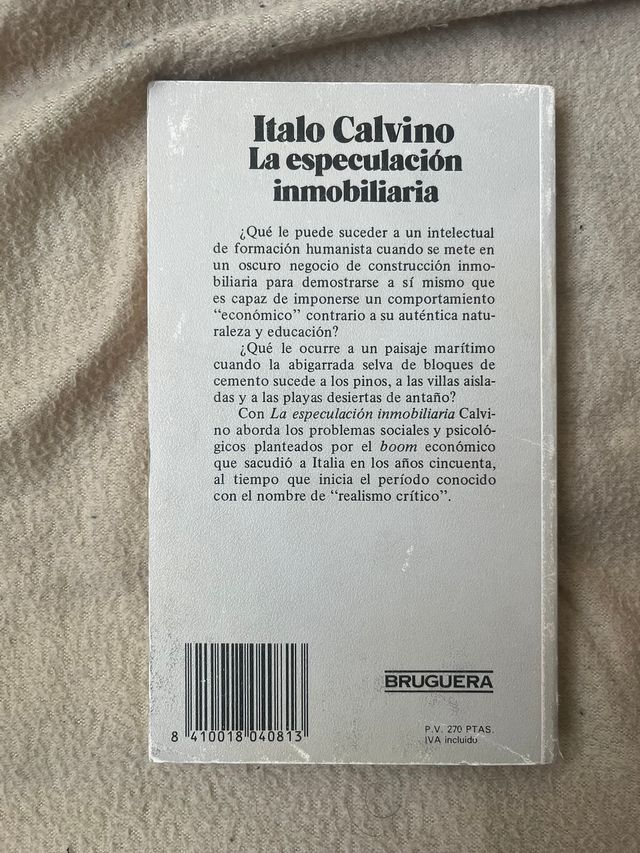 Italo Calvino
La especulación
inmobiliaria
¿Qué le puede suceder a un intelectual
de formación humanista cuando se mete en
un oscuro negocio de construcción inmo-
biliaria para demostrarse a sí mismo que
es capaz de imponerse un comportamiento
“económico” contrario a su auténtica natu-
raleza y educación?
¿Qué le ocurre a un paisaje marítimo
cuando la abigarrada selva de bloques de
cemento sucede a los pinos, a las villas aisla-
das y a las playas desiertas de antaño?
Con La especulación inmobiliaria Calvi-
no aborda los problemas sociales y psicoló-
gicos planteados por el boom económico
que sacudió a Italia en los años cincuenta,
al tiempo que inicia el período conocido
con el nombre de “realismo crítico”.
BRUGUERA
P.V. 270 PTAS.
IVA incluido
8 410018 040813